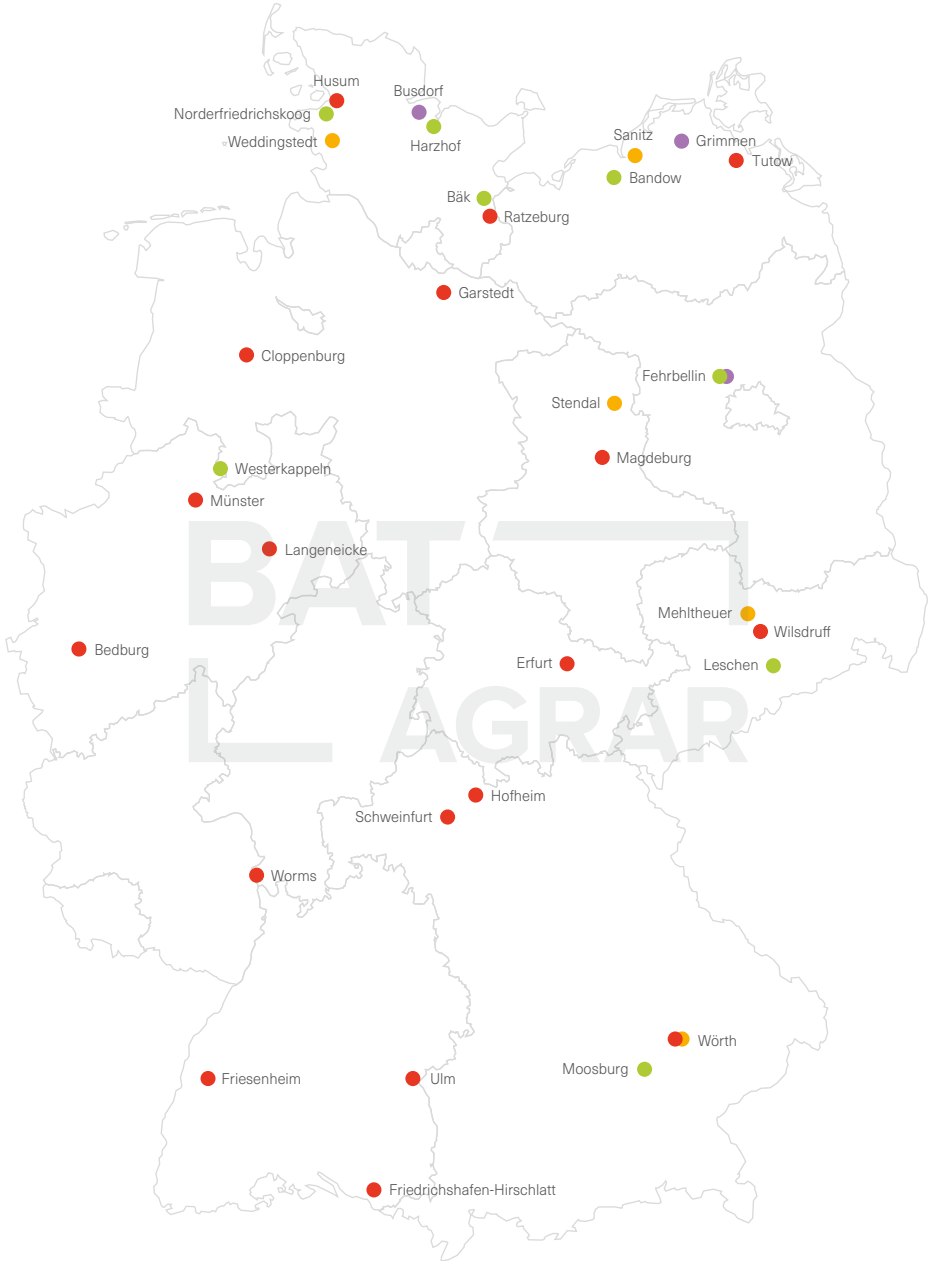 Husum
Busdorf
Norderfriedrichskoog
Weddingstedt
Harzhof
Sanitz
Grimmen
Tutow
Bandow
Bäk
Ratzeburg
Garstedt
Cloppenburg
Fehrbellin
Stendal
Magdeburg
Westerkappeln
Münster
Langeneicke
BAT
Mehltheuer
Wilsdruff
Bedburg
Erfurt
Leschen
AGRAR
Hofheim
Schweinfurt
Worms
Wörth
Moosburg
Friesenheim
Ulm
Friedrichshafen-Hirschlatt